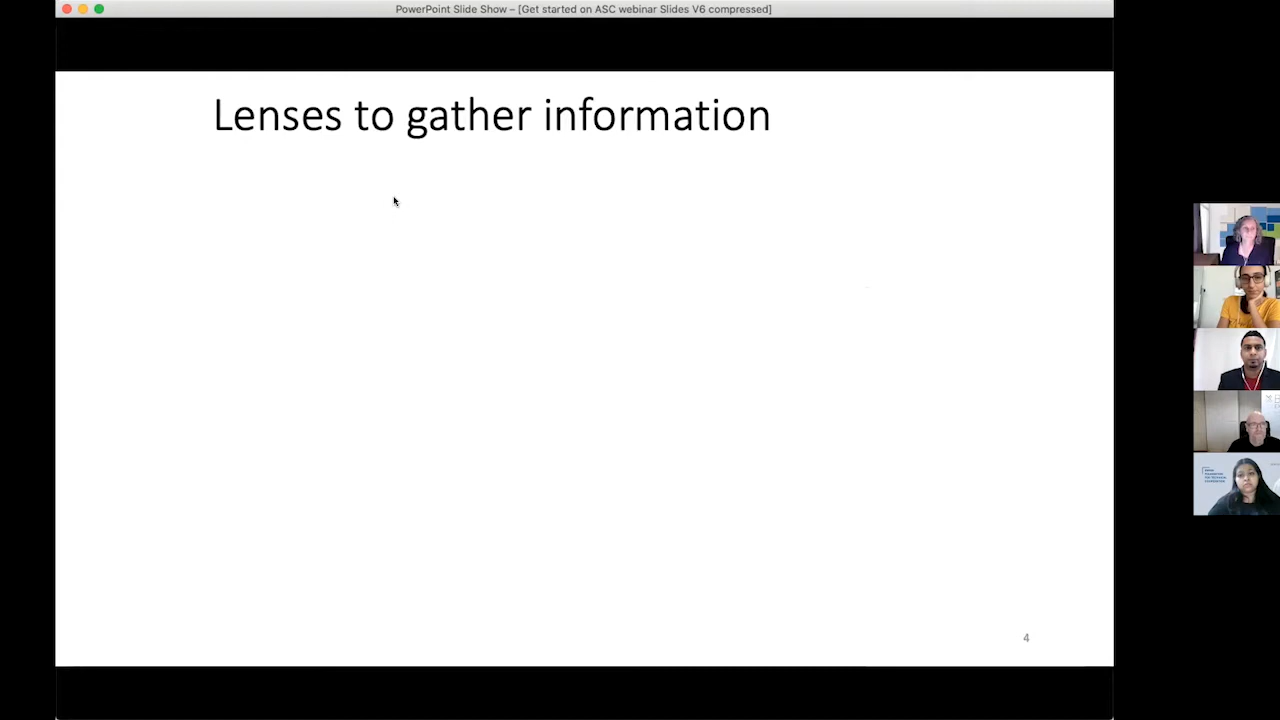 PowerPoint Slide Show – [Get started on ASC webinar Slides V6 compressed]
Lenses to gather information
4